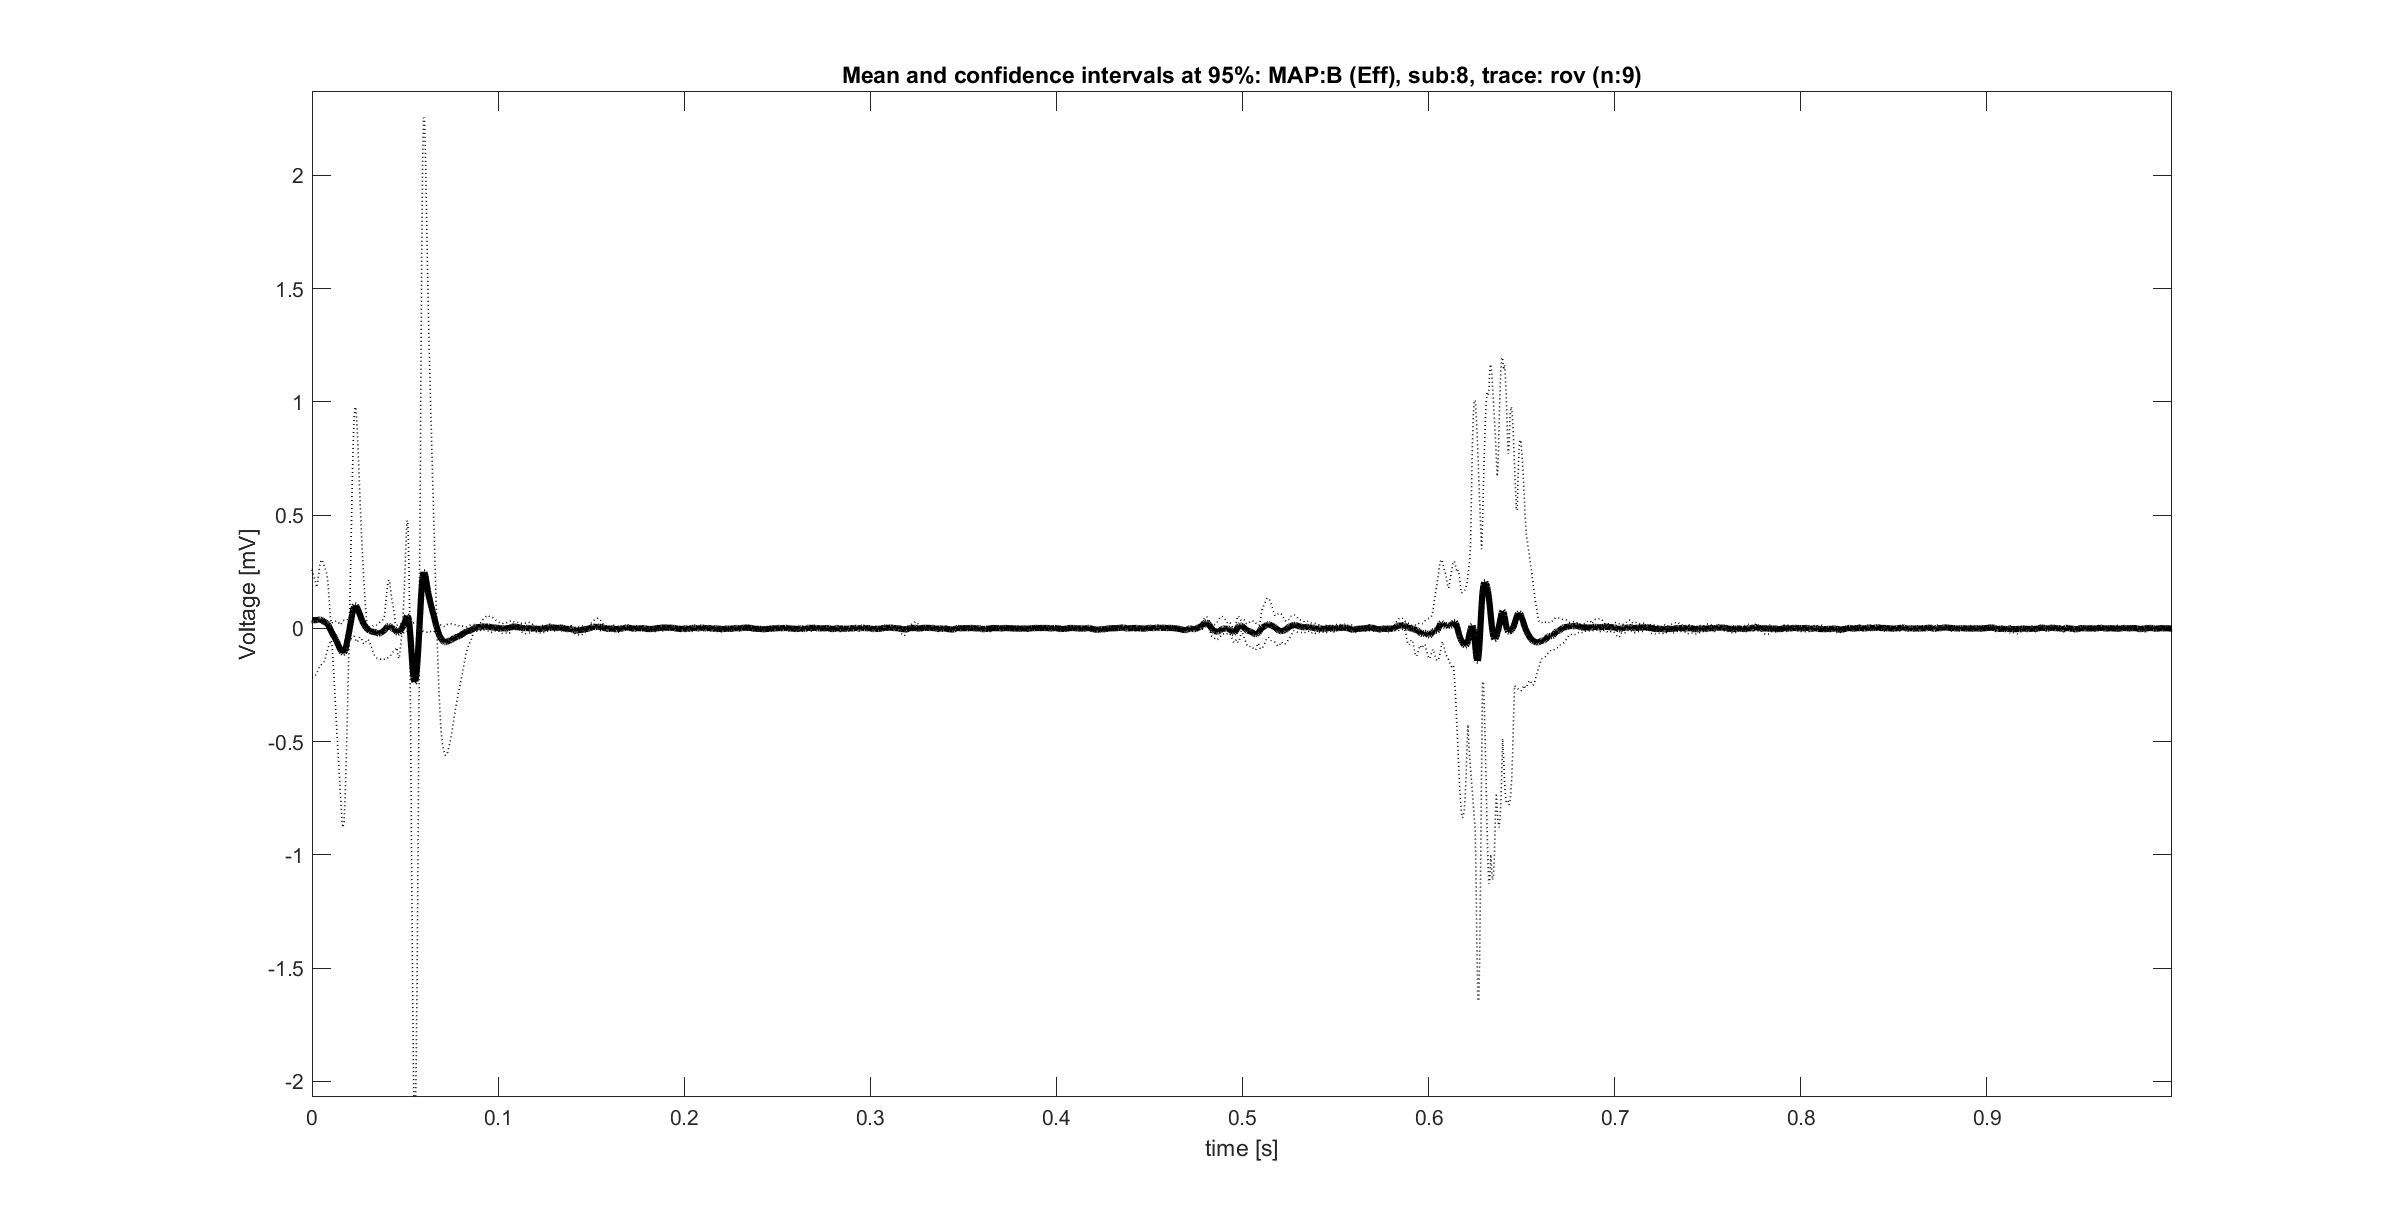 Mean and confidence intervals at 95%: MAP:B (Eff), sub:8, trace: rov (n:9)
2
1.5
1
0.5
0
-0.5
-1
-1.5
-2
Voltage [mV]
0 0.1 0.2 0.3 0.4 0.5 0.6 0.7 0.8 0.9
time [s]